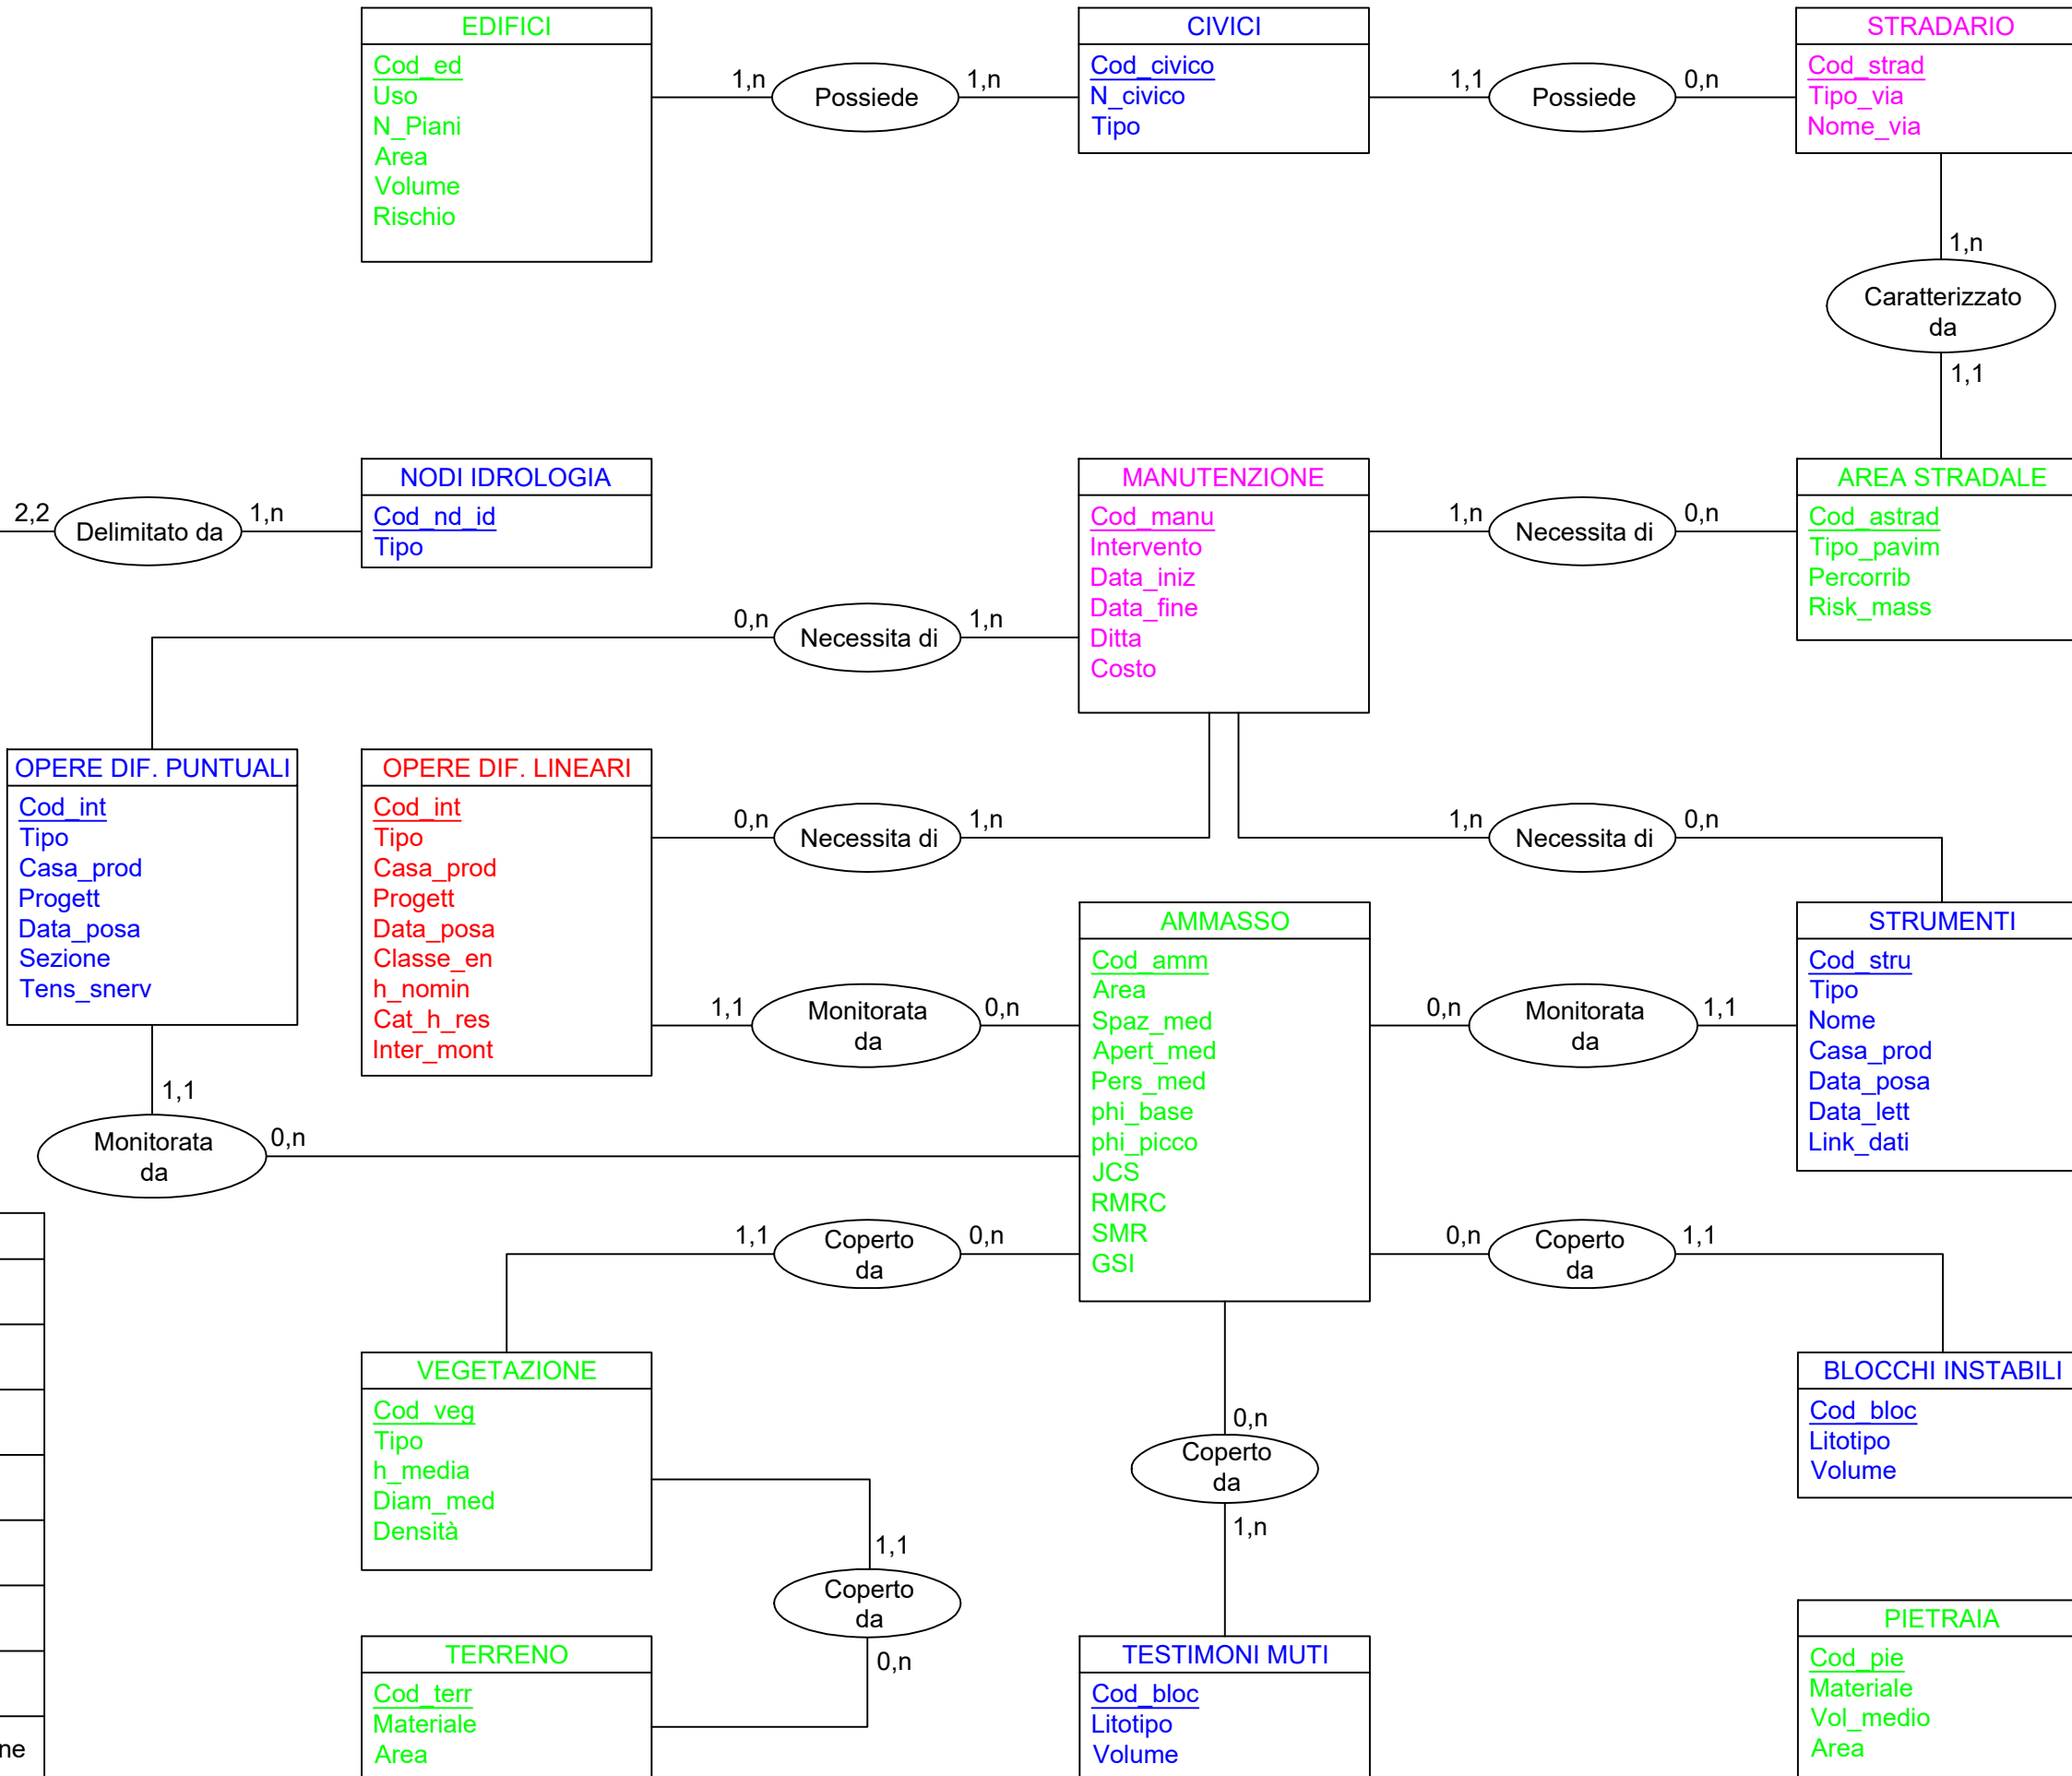 EDIFICI
Cod_ed
Uso
N_Piani
Area
Volume
Rischio
1,n
Possiede
1,n
CIVICI
Cod_civico
N_civico
Tipo
1,1
Possiede
0,n
STRADARIO
Cod_strad
Tipo_via
Nome_via
1,n
Caratterizzato
da
1,1
2,2
Delimitato da
1,n
NODI IDROLOGIA
Cod_nd_id
Tipo
MANUTENZIONE
Cod_manu
Intervento
Data_iniz
Data_fine
Ditta
Costo
1,n
Necessita di
0,n
AREA STRADALE
Cod_astrad
Tipo_pavim
Percorrib
Risk_mass
0,n
Necessita di
1,n
OPERE DIF. PUNTUALI
Cod_int
Tipo
Casa_prod
Progett
Data_posa
Sezione
Tens_snerv
OPERE DIF. LINEARI
Cod_int
Tipo
Casa_prod
Progett
Data_posa
Classe_en
h_nomin
Cat_h_res
Inter_mont
0,n
Necessita di
1,n
1,n
Necessita di
0,n
1,1
Monitorata
da
0,n
AMMASSO
Cod_amm
Area
Spaz_med
Apert_med
Pers_med
phi_base
phi_picco
JCS
RMRC
SMR
GSI
0,n
Monitorata
da
1,1
STRUMENTI
Cod_stru
Tipo
Nome
Casa_prod
Data_posa
Data_lett
Link_dati
1,1
Monitorata
da
0,n
1,1
Coperto
da
0,n
0,n
Coperto
da
1,1
VEGETAZIONE
Cod_veg
Tipo
h_media
Diam_med
Densità
0,n
Coperto
da
1,n
BLOCCHI INSTABILI
Cod_bloc
Litotipo
Volume
1,1
Coperto
da
0,n
TERRENO
Cod_terr
Materiale
Area
TESTIMONI MUTI
Cod_bloc
Litotipo
Volume
PIETRAIA
Cod_pie
Materiale
Vol_medio
Area
ne